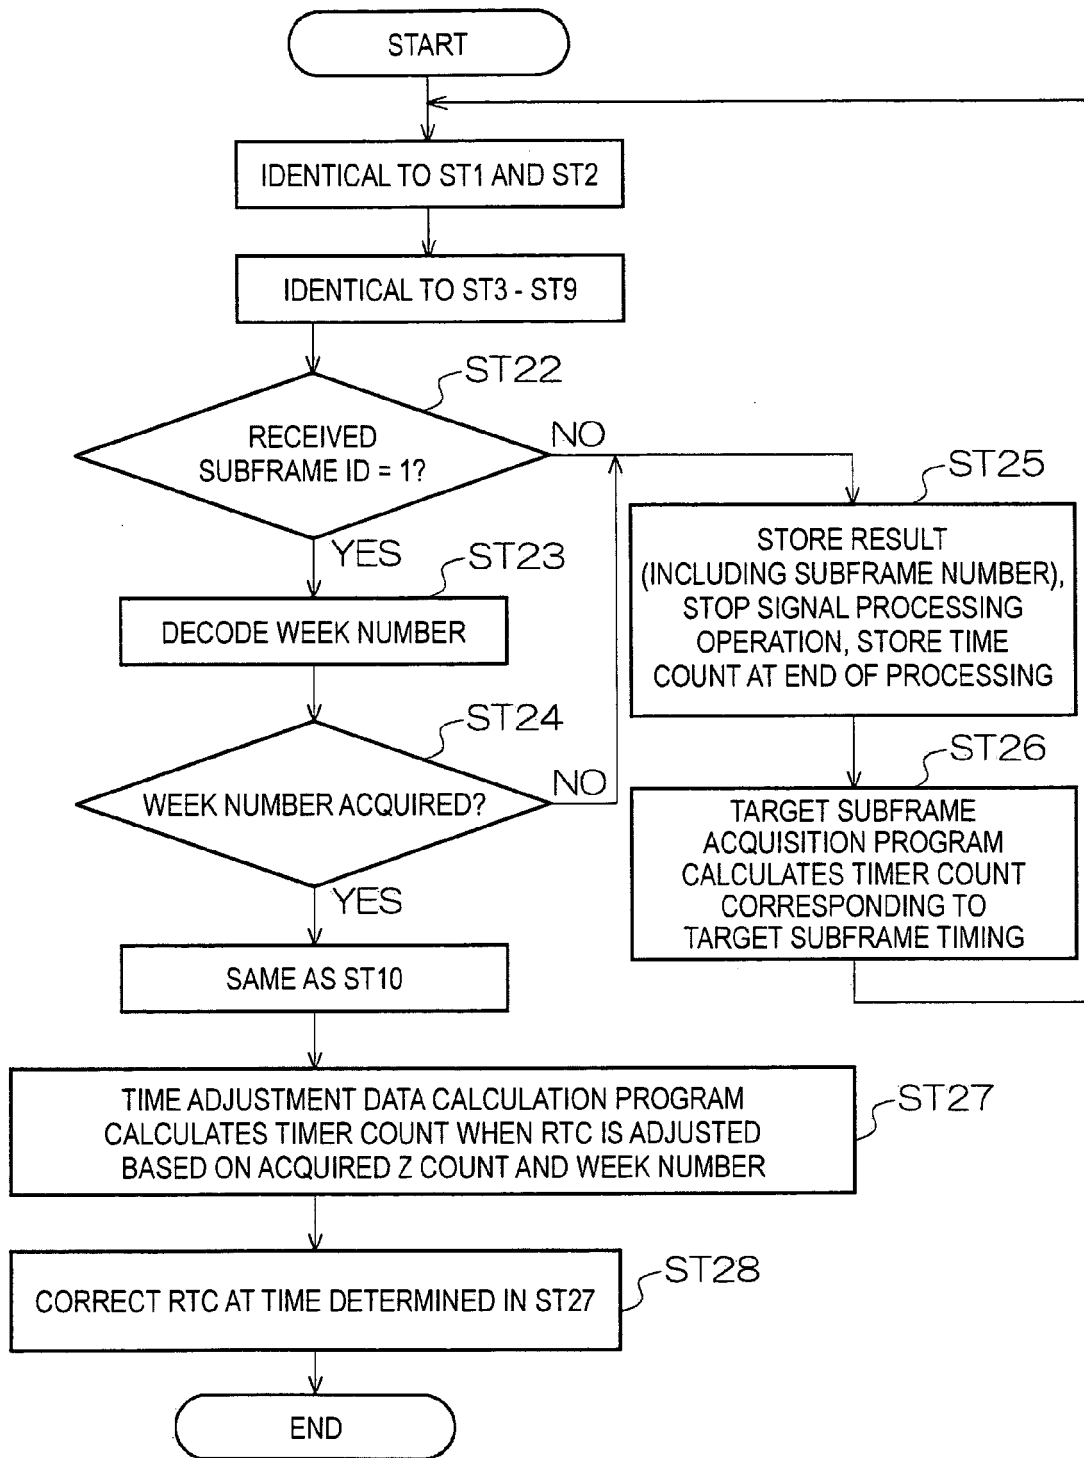 START
IDENTICAL TO ST1 AND ST2
IDENTICAL TO ST3 - ST9
ST22
RECEIVED
SUBFRAME ID = 1?
NO
YES
ST23
DECODE WEEK NUMBER
ST24
WEEK NUMBER ACQUIRED?
NO
YES
ST25
STORE RESULT
(INCLUDING SUBFRAME NUMBER),
STOP SIGNAL PROCESSING
OPERATION, STORE TIME
COUNT AT END OF PROCESSING
ST26
TARGET SUBFRAME
ACQUISITION PROGRAM
CALCULATES TIMER COUNT
CORRESPONDING TO
TARGET SUBFRAME TIMING
SAME AS ST10
ST27
TIME ADJUSTMENT DATA CALCULATION PROGRAM
CALCULATES TIMER COUNT WHEN RTC IS ADJUSTED
BASED ON ACQUIRED Z COUNT AND WEEK NUMBER
ST28
CORRECT RTC AT TIME DETERMINED IN ST27
END